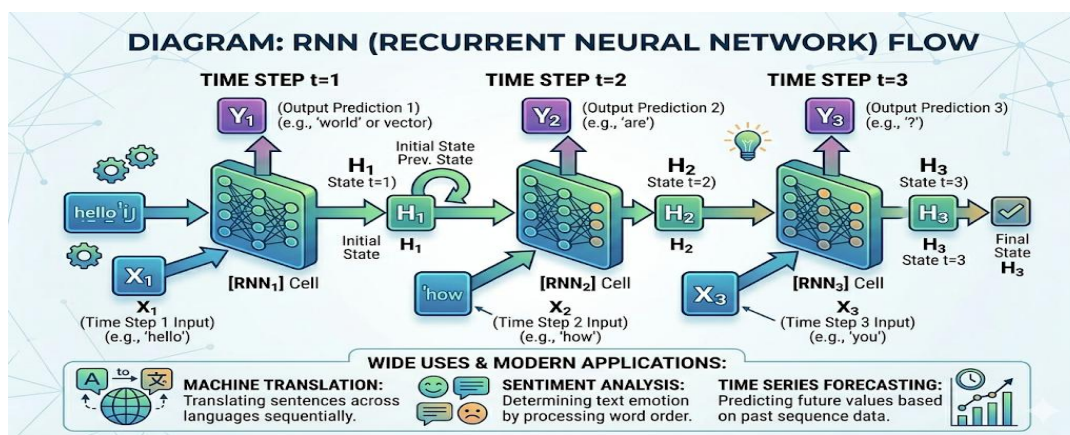 DIAGRAM: RNN (RECURRENT NEURAL NETWORK) FLOW
TIME STEP t=1
TIME STEP t=2
TIME STEP t=3
Y₁
(Output Prediction 1)
(e.g., 'world' or vector)
Y₂
(Output Prediction 2)
(e.g., 'are')
Y₃
(Output Prediction 3)
(e.g., '?')
Initial State
Prev. State
H₁
State t=1)
H₂
State t=2)
H₃
State t=3)
hello
H₁
H₂
H₃
Initial
State
H₁
H₂
H₃
State t=3
Final
State
H₃
X₁
[RNN₁] Cell
'how
[RNN₂] Cell
X₃
[RNN₃] Cell
X₁
(Time Step 1 Input)
(e.g., 'hello')
X₂
(Time Step 2 Input)
(e.g., 'how')
X₃
(Time Step 3 Input)
(e.g., 'you')
WIDE USES & MODERN APPLICATIONS:
A to 文
MACHINE TRANSLATION:
Translating sentences across
languages sequentially.
SENTIMENT ANALYSIS:
Determining text emotion
by processing word order.
TIME SERIES FORECASTING:
Predicting future values based
on past sequence data.